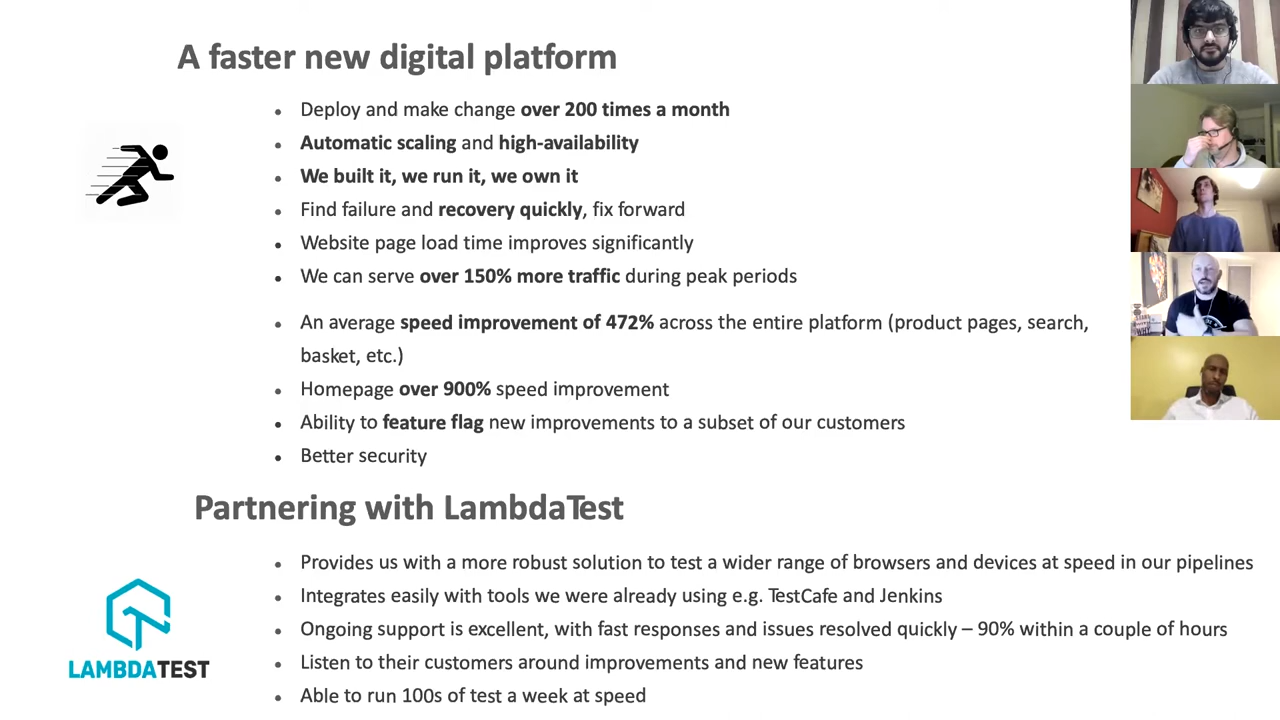 A faster new digital platform
• Deploy and make change over 200 times a month
• Automatic scaling and high-availability
• We built it, we run it, we own it
• Find failure and recovery quickly, fix forward
• Website page load time improves significantly
• We can serve over 150% more traffic during peak periods
• An average speed improvement of 472% across the entire platform (product pages, search,
basket, etc.)
• Homepage over 900% speed improvement
• Ability to feature flag new improvements to a subset of our customers
• Better security
Partnering with LambdaTest
• Provides us with a more robust solution to test a wider range of browsers and devices at speed in our pipelines
• Integrates easily with tools we were already using e.g. TestCafe and Jenkins
• Ongoing support is excellent, with fast responses and issues resolved quickly – 90% within a couple of hours
• Listen to their customers around improvements and new features
• Able to run 100s of test a week at speed
LAMBDATEST